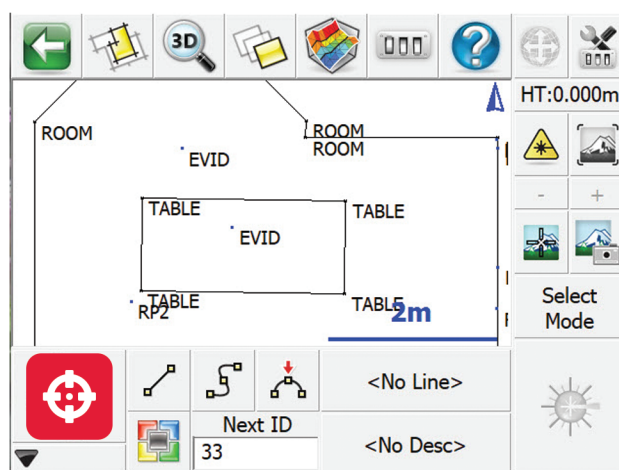 3D
HT:0.000m
ROOM
ROOM
ROOM
EVID
TABLE
TABLE
EVID
- +
TABLE
TABLE
RP2
2m
Select
Mode
<No Line>
Next ID
33
<No Desc>